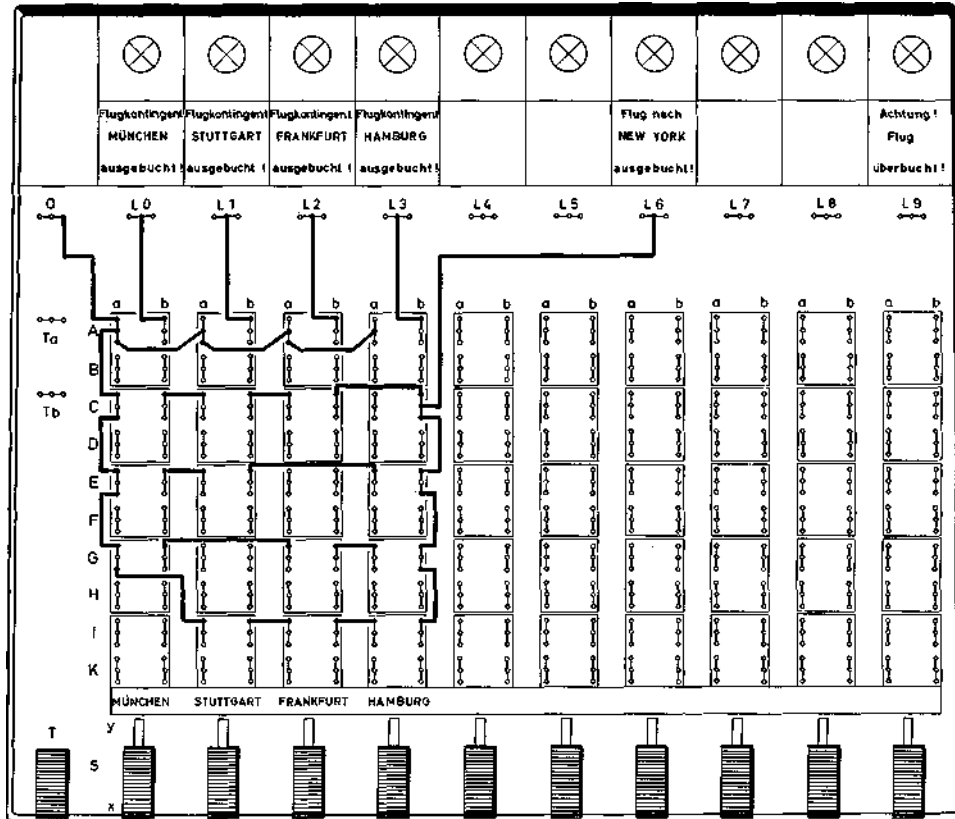 Flugkontingent Flugkontingent Flugkontingent Flugkontingent Flug nach Achtung!
MÜNCHEN STUTTGART FRANKFURT HAMBURG NEW YORK Flug
ausgebucht! ausgebucht! ausgebucht! ausgebucht! ausgebucht! überbucht!
O L0 L1 L2 L3 L4 L5 L6 L7 L8 L9
a b a b a b a b a b a b a b a b a b a b
A
Ta
B
C
Tb
D
E
F
G
H
I
K
MÜNCHEN STUTTGART FRANKFURT HAMBURG
T y
S
x